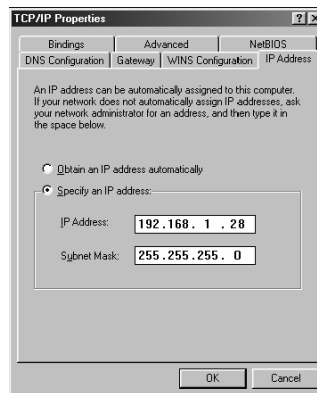 TCP/IP Properties
Bindings Advanced NetBIOS
DNS Configuration Gateway WINS Configuration IP Address
An IP address can be automatically assigned to this computer.
If your network does not automatically assign IP addresses, ask
your network administrator for an address, and then type it in
the space below.
Obtain an IP address automatically
Specify an IP address:
IP Address: 192.168. 1 .28
Subnet Mask: 255.255.255. 0
OK Cancel